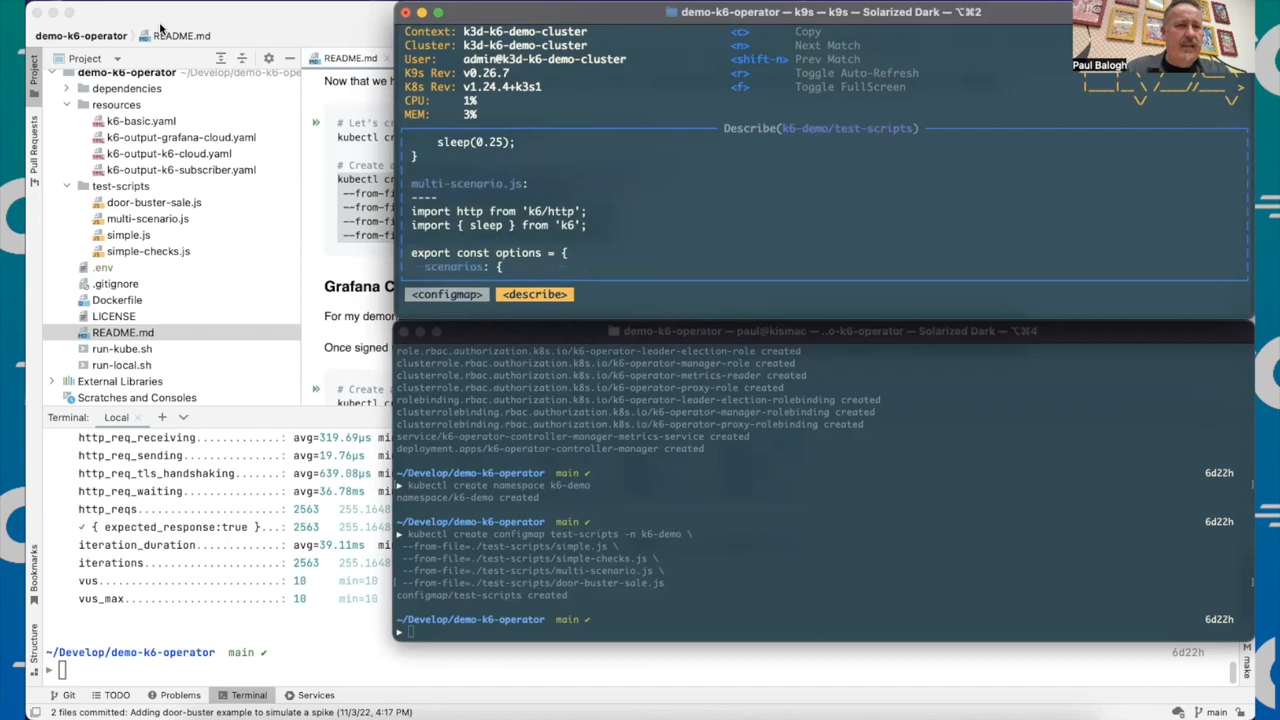 demo-k6-operator
README.md
Project
demo-k6-operator ~/Develop/demo-k6-ope
dependencies
resources
k6-basic.yaml
k6-output-grafana-cloud.yaml
k6-output-k6-cloud.yaml
k6-output-k6-subscriber.yaml
test-scripts
door-buster-sale.js
multi-scenario.js
simple.js
simple-checks.js
.env
.gitignore
Dockerfile
LICENSE
README.md
run-kube.sh
run-local.sh
External Libraries
Scratches and Consoles
Project
Pull Requests
Bookmarks
Structure
README.md
Now that we h
# Let's cr
kubectl cr
# Create a
kubectl cr
--from-fi
--from-fi
--from-fi
--from-fi
Grafana C
For my demon
Once signed
# Create a
kubectl cr
demo-k6-operator — k9s ‹ k9s — Solarized Dark — ⌥⌘2
Context: k3d-k6-demo-cluster <c> Copy
Cluster: k3d-k6-demo-cluster <n> Next Match
User: admin@k3d-k6-demo-cluster <shift-n> Prev Match
K9s Rev: v0.26.7 <r> Toggle Auto-Refresh
K8s Rev: v1.24.4+k3s1 <f> Toggle FullScreen
CPU: 1%
MEM: 3%
Describe(k6-demo/test-scripts)
sleep(0.25);
}
multi-scenario.js:
----
import http from 'k6/http';
import { sleep } from 'k6';
export const options = {
scenarios: {
<configmap> <describe>
Paul Balogh
demo-k6-operator — paul@kismac — ..o-k6-operator — Solarized Dark — ⌥⌘4
role.rbac.authorization.k8s.io/k6-operator-leader-election-role created
clusterrole.rbac.authorization.k8s.io/k6-operator-manager-role created
clusterrole.rbac.authorization.k8s.io/k6-operator-metrics-reader created
clusterrole.rbac.authorization.k8s.io/k6-operator-proxy-role created
rolebinding.rbac.authorization.k8s.io/k6-operator-leader-election-rolebinding created
clusterrolebinding.rbac.authorization.k8s.io/k6-operator-manager-rolebinding created
clusterrolebinding.rbac.authorization.k8s.io/k6-operator-proxy-rolebinding created
service/k6-operator-controller-manager-metrics-service created
deployment.apps/k6-operator-controller-manager created
~/Develop/demo-k6-operator main ✔ 6d22h
▶ kubectl create namespace k6-demo
namespace/k6-demo created
~/Develop/demo-k6-operator main ✔ 6d22h
▶ kubectl create configmap test-scripts -n k6-demo \
--from-file=./test-scripts/simple.js \
--from-file=./test-scripts/simple-checks.js \
--from-file=./test-scripts/multi-scenario.js \
--from-file=./test-scripts/door-buster-sale.js
configmap/test-scripts created
~/Develop/demo-k6-operator main ✔ 6d22h
▶
Terminal: Local
http_req_receiving..............: avg=319.69µs mi
http_req_sending................: avg=19.76µs mi
http_req_tls_handshaking........: avg=639.08µs mi
http_req_waiting................: avg=36.78ms mi
http_reqs.......................: 2563 255.1648
✓ { expected_response:true }...: 2563 255.1648
iteration_duration..............: avg=39.11ms mi
iterations......................: 2563 255.1648
vus.............................: 10 min=10
vus_max.........................: 10 min=10
~/Develop/demo-k6-operator main ✔ 6d22h
make
Git TODO Problems Terminal Services
2 files committed: Adding door-buster example to simulate a spike (11/3/22, 4:17 PM) main